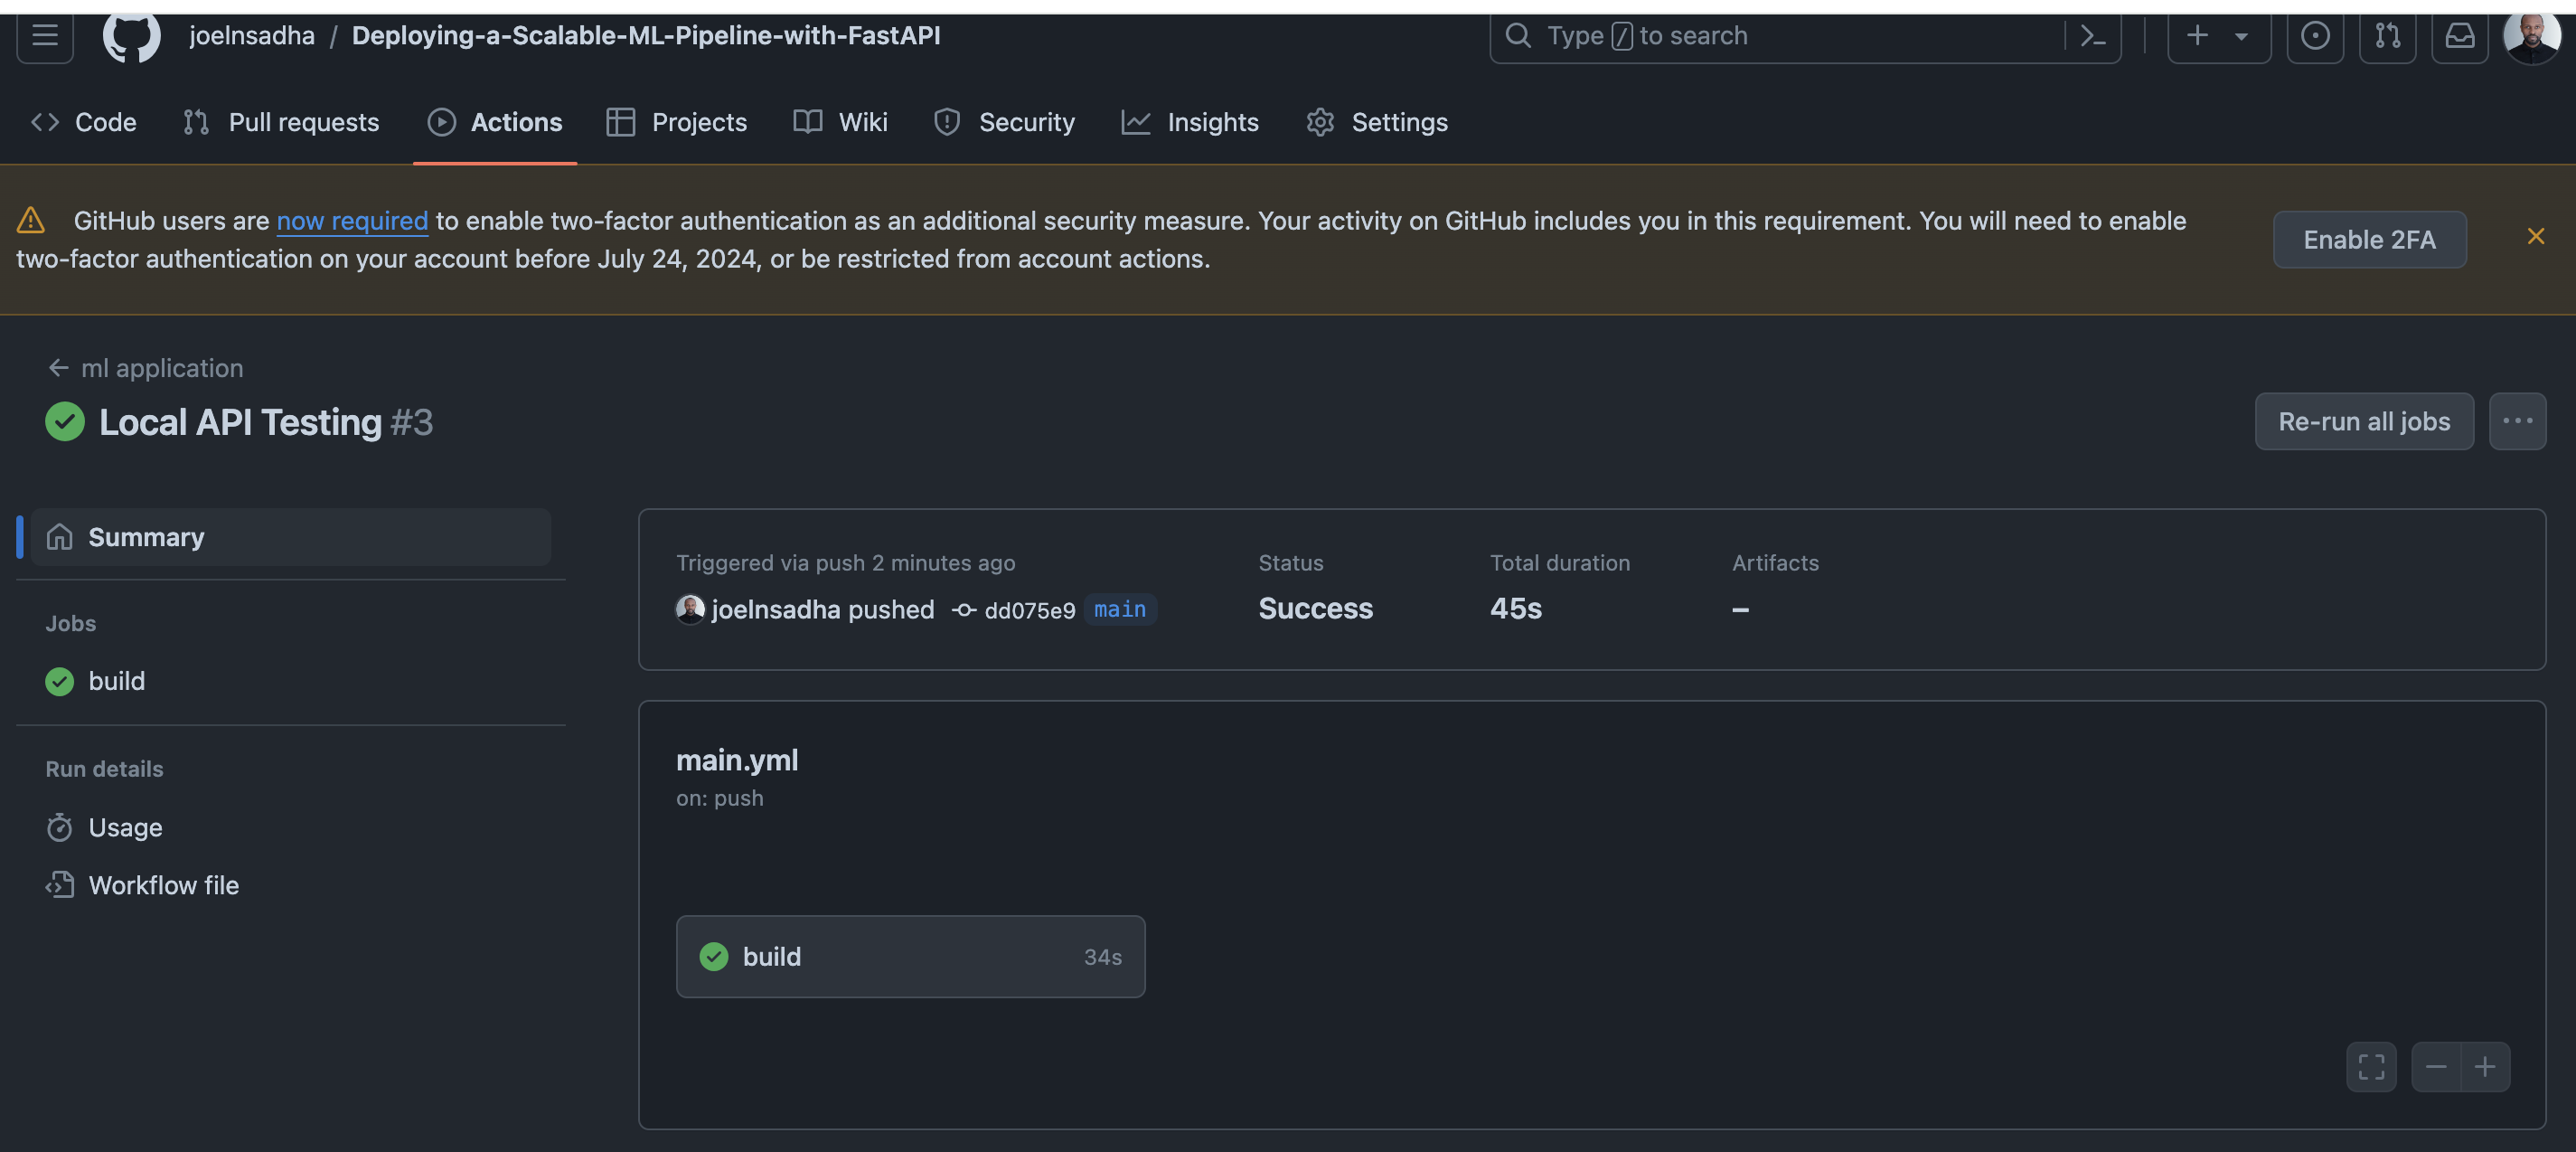 joelnsadha / Deploying-a-Scalable-ML-Pipeline-with-FastAPI
Type / to search
Code Pull requests Actions Projects Wiki Security Insights Settings
GitHub users are now required to enable two-factor authentication as an additional security measure. Your activity on GitHub includes you in this requirement. You will need to enable
two-factor authentication on your account before July 24, 2024, or be restricted from account actions.
Enable 2FA
ml application
Local API Testing #3
Re-run all jobs
Summary
Jobs
build
Run details
Usage
Workflow file
Triggered via push 2 minutes ago
joelnsadha pushed dd075e9 main
Status
Success
Total duration
45s
Artifacts
–
main.yml
on: push
build 34s